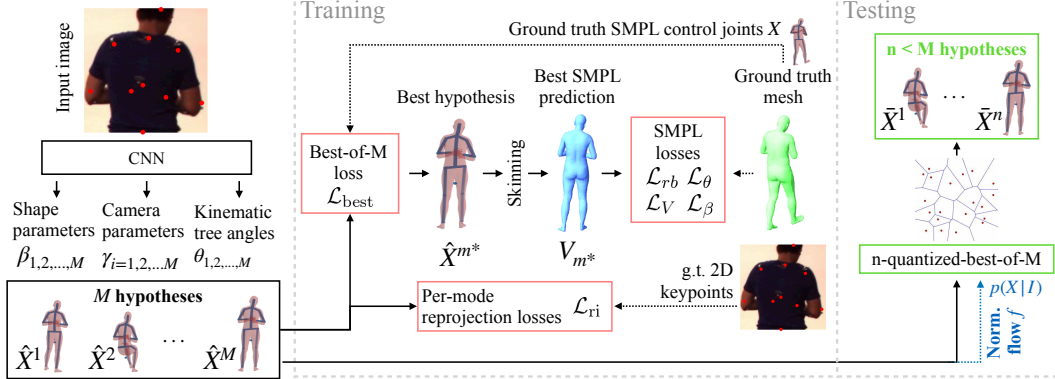 Training
Testing
Input image
CNN
Shape
parameters
β1,2,...,M
Camera
parameters
γi=1,2,...M
Kinematic
tree angles
θ1,2,...,M
M hypotheses
X̂¹ X̂² ... X̂ᴹ
Ground truth SMPL control joints X
Best-of-M
loss
ℒbest
Best hypothesis
X̂ᵐ*
Skinning
Best SMPL
prediction
Vm*
SMPL
losses
ℒrb ℒθ
ℒV ℒβ
Ground truth
mesh
Per-mode
reprojection losses ℒri
g.t. 2D
keypoints
n < M hypotheses
X̄¹ ... X̄ⁿ
n-quantized-best-of-M
p(X|I)
Norm.
flow f